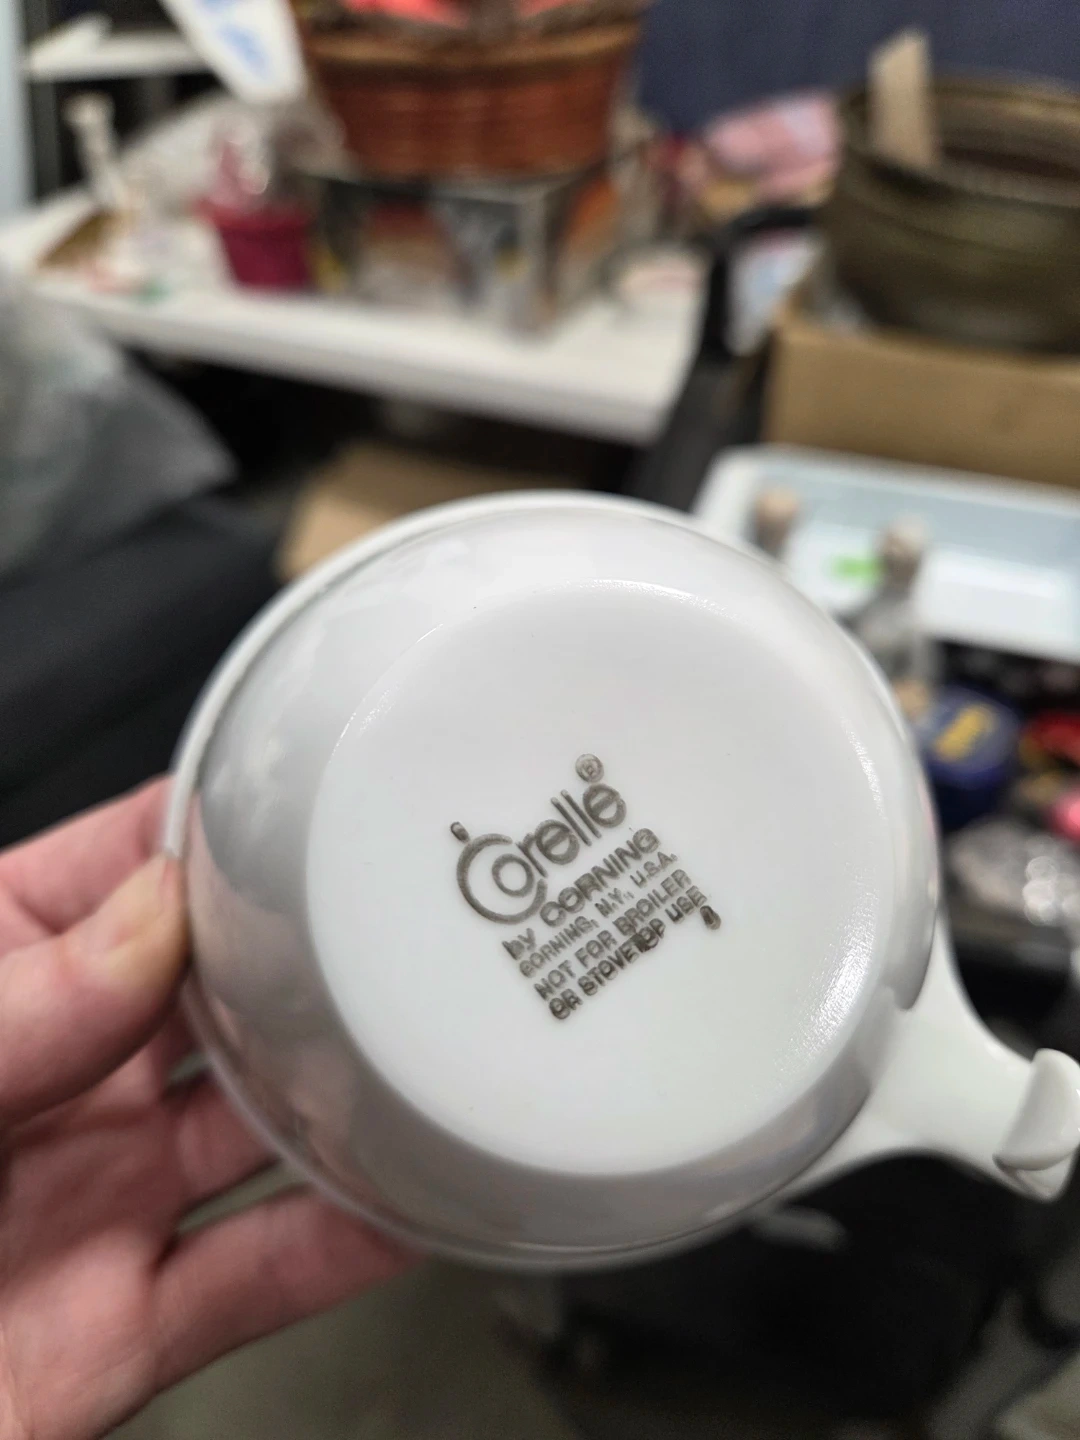 Corelle®
by CORNING
CORNING, N.Y., U.S.A.
NOT FOR BROILER
OR STOVETOP USE